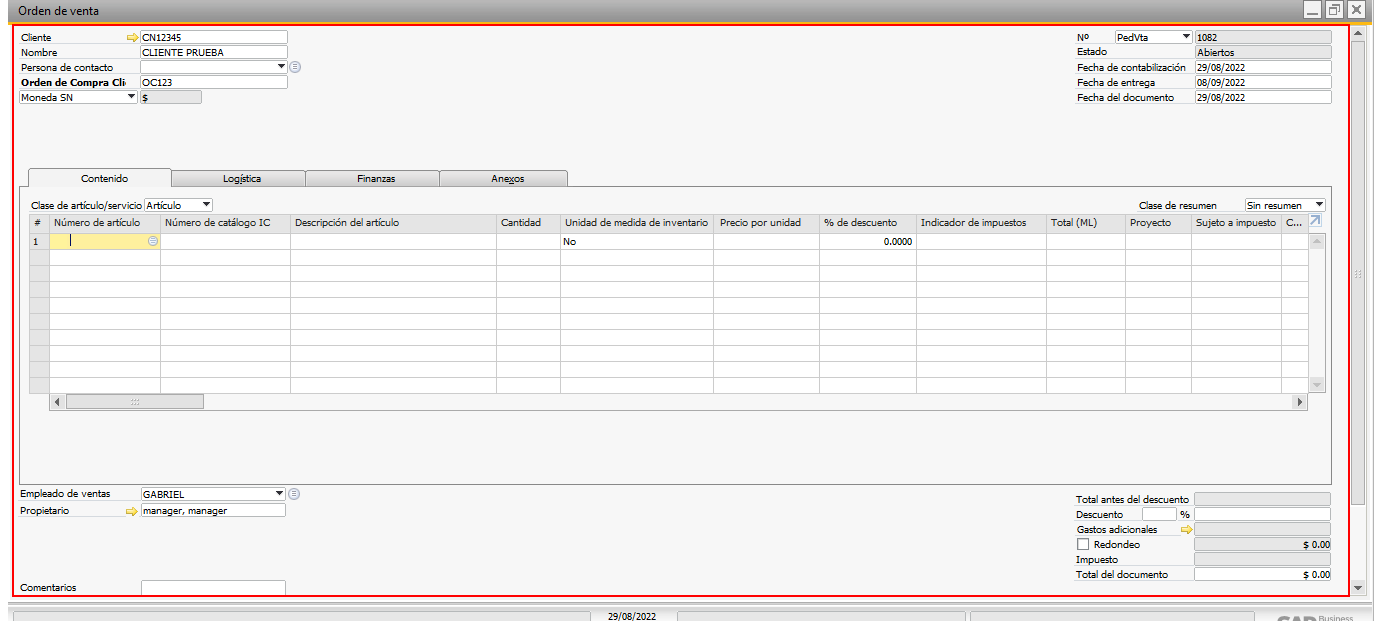 Orden de venta
Cliente CN12345
Nombre CLIENTE PRUEBA
Persona de contacto
Orden de Compra Cli OC123
Moneda SN $
Nº PedVta 1082
Estado Abiertos
Fecha de contabilización 29/08/2022
Fecha de entrega 08/09/2022
Fecha del documento 29/08/2022
Contenido Logística Finanzas Anexos
Clase de artículo/servicio Artículo Clase de resumen Sin resumen
# Número de artículo Número de catálogo IC Descripción del artículo Cantidad Unidad de medida de inventario Precio por unidad % de descuento Indicador de impuestos Total (ML) Proyecto Sujeto a impuesto C...
1 No 0.0000
Empleado de ventas GABRIEL
Propietario manager, manager
Comentarios
Total antes del descuento
Descuento %
Gastos adicionales
Redondeo $ 0.00
Impuesto
Total del documento $ 0.00
29/08/2022
SAP Business